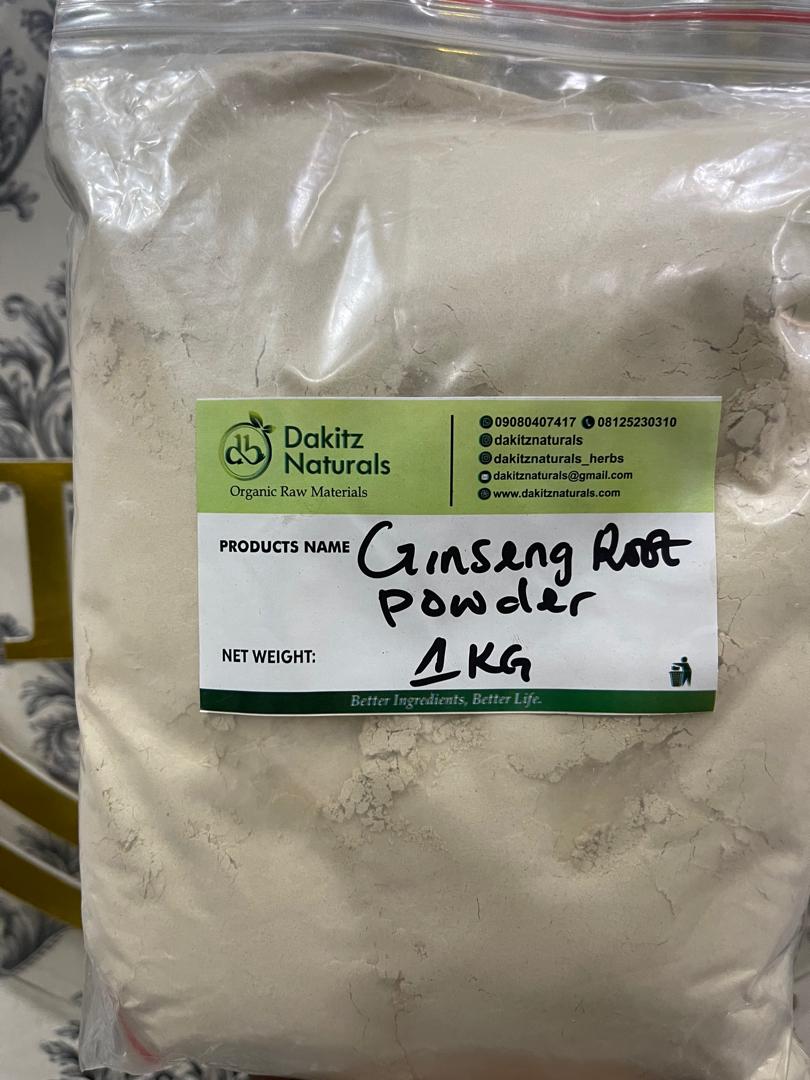 Dakitz
Naturals
Organic Raw Materials
09080407417 08125230310
dakitznaturals
dakitznaturals_herbs
dakitznaturals@gmail.com
www.dakitznaturals.com
PRODUCTS NAME Ginseng Root
powder
NET WEIGHT: 1KG
Better Ingredients, Better Life.